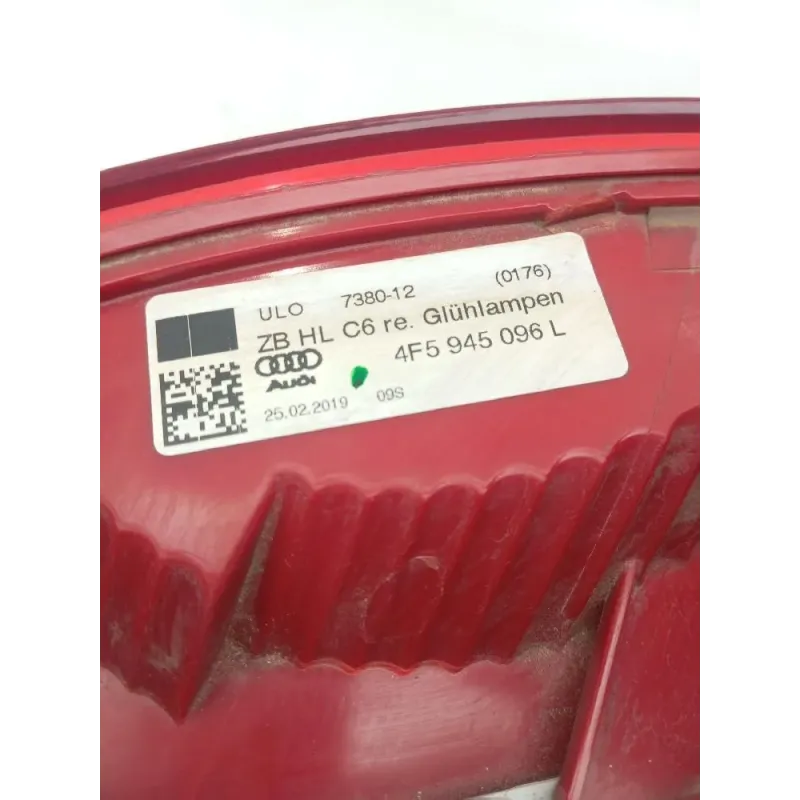 ULO 7380-12 (0176)
ZB HL C6 re. Glühlampen
4F5 945 096 L
Audi
25.02.2019 09S